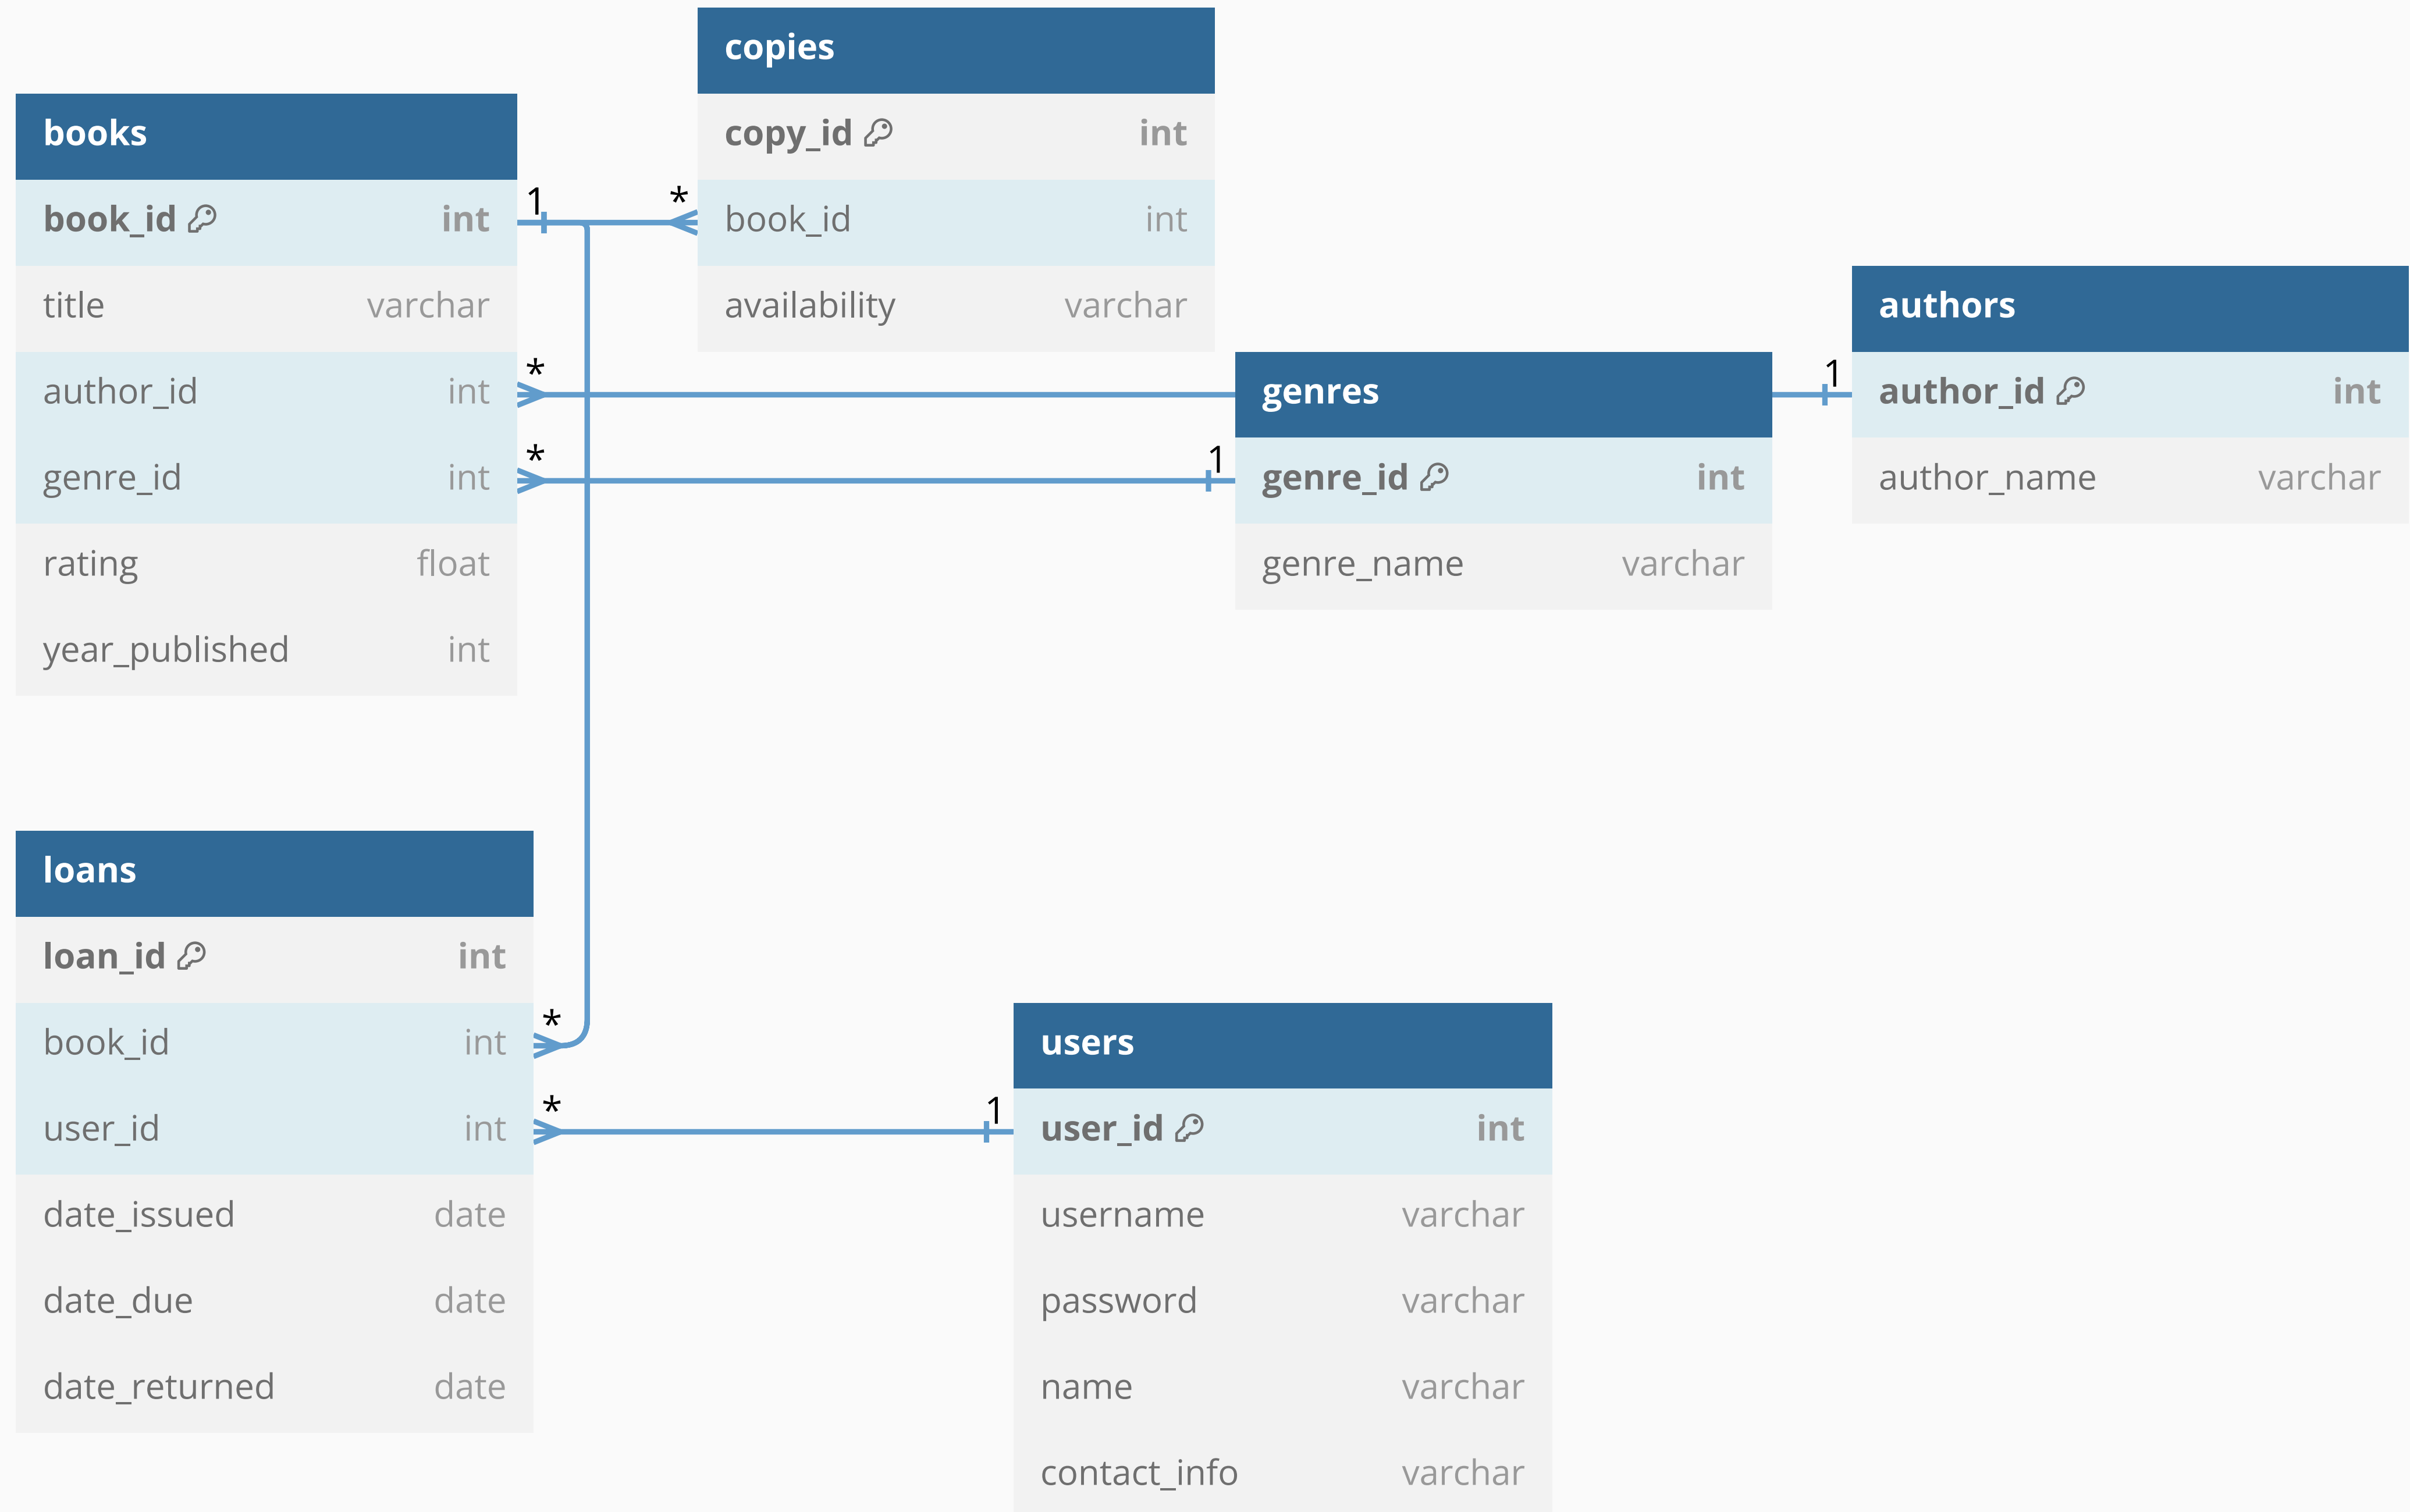 copies
copy_id int
book_id int
availability varchar
books
book_id int
title varchar
author_id int
genre_id int
rating float
year_published int
1 *
* 1
* 1
authors
author_id int
author_name varchar
genres
genre_id int
genre_name varchar
loans
loan_id int
book_id int
user_id int
date_issued date
date_due date
date_returned date
*
* 1
users
user_id int
username varchar
password varchar
name varchar
contact_info varchar